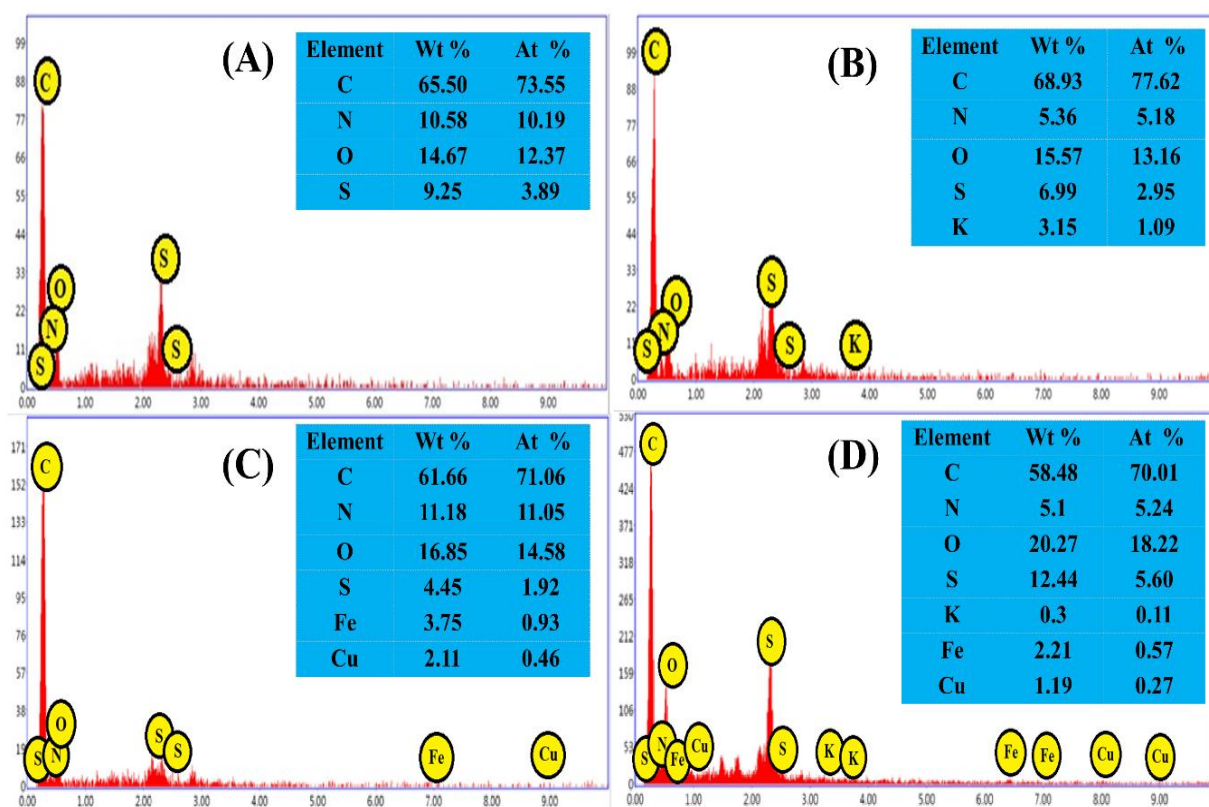 (A)
Element Wt % At %
C 65.50 73.55
N 10.58 10.19
O 14.67 12.37
S 9.25 3.89
99
88
77
66
55
44
33
22
11
0
C
O
N
S
S
S
0.00 1.00 2.00 3.00 4.00 5.00 6.00 7.00 8.00 9.00
(B)
Element Wt % At %
C 68.93 77.62
N 5.36 5.18
O 15.57 13.16
S 6.99 2.95
K 3.15 1.09
99
88
77
66
55
44
33
22
11
0
C
O
N
S
S
S
K
0.00 1.00 2.00 3.00 4.00 5.00 6.00 7.00 8.00 9.00
(C)
Element Wt % At %
C 61.66 71.06
N 11.18 11.05
O 16.85 14.58
S 4.45 1.92
Fe 3.75 0.93
Cu 2.11 0.46
171
152
133
114
95
76
57
38
19
0
C
O
S
N
S
S
Fe
Cu
0.00 1.00 2.00 3.00 4.00 5.00 6.00 7.00 8.00 9.00
(D)
Element Wt % At %
C 58.48 70.01
N 5.1 5.24
O 20.27 18.22
S 12.44 5.60
K 0.3 0.11
Fe 2.21 0.57
Cu 1.19 0.27
477
424
371
318
265
212
159
106
53
0
C
O
S
N
Fe
Cu
S
S
K
K
Fe
Fe
Cu
Cu
0.00 1.00 2.00 3.00 4.00 5.00 6.00 7.00 8.00 9.00